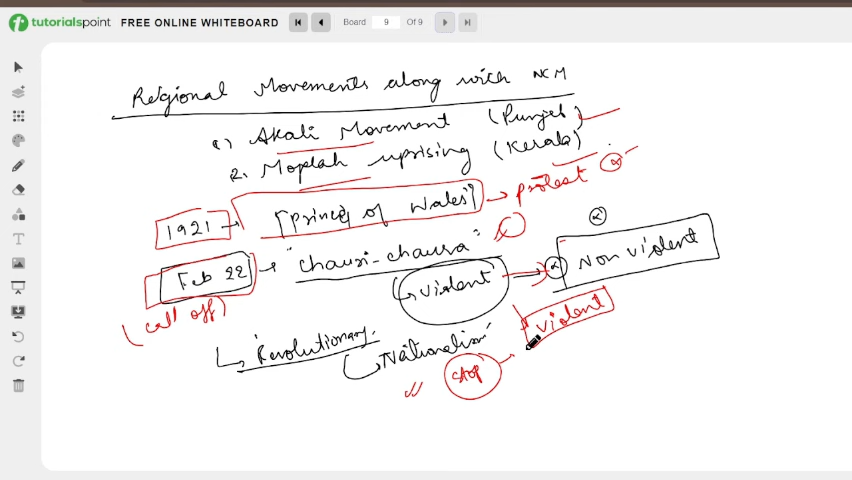 tutorialspoint FREE ONLINE WHITEBOARD Board 9 Of 9
Regional Movements along with NCM
1) Akali Movement (Punjab)
2. Moplah uprising (Kerala)
1921 → [Prince of Wales] → protest
Feb 22 → "Chauri-chaura"
violent → Non violent
(call off) violent
Revolutionary
Nationalism
stop